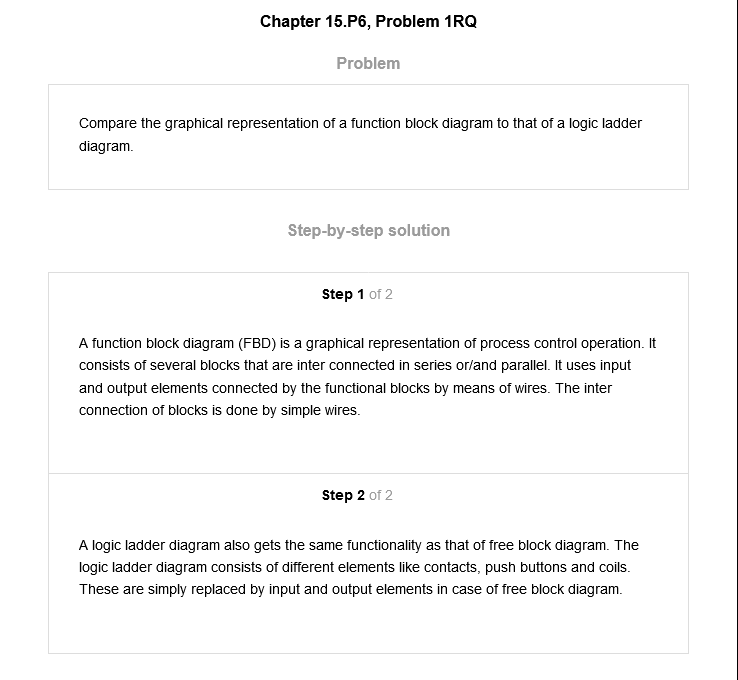 Chapter 15.P6, Problem 1RQ
Problem
Compare the graphical representation of a function block diagram to that of a logic ladder
diagram.
Step-by-step solution
Step 1 of 2
A function block diagram (FBD) is a graphical representation of process control operation. It
consists of several blocks that are inter connected in series or/and parallel. It uses input
and output elements connected by the functional blocks by means of wires. The inter
connection of blocks is done by simple wires.
Step 2 of 2
A logic ladder diagram also gets the same functionality as that of free block diagram. The
logic ladder diagram consists of different elements like contacts, push buttons and coils.
These are simply replaced by input and output elements in case of free block diagram.